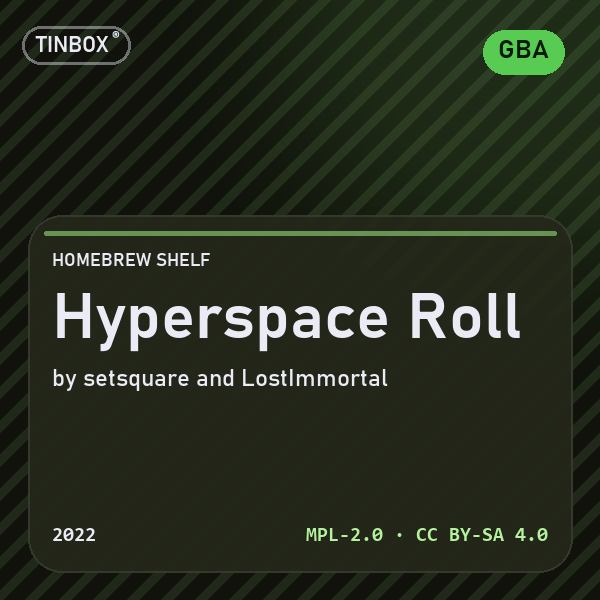 TINBOX®
GBA
HOMEBREW SHELF
Hyperspace Roll
by setsquare and LostImmortal
2022
MPL-2.0 · CC BY-SA 4.0